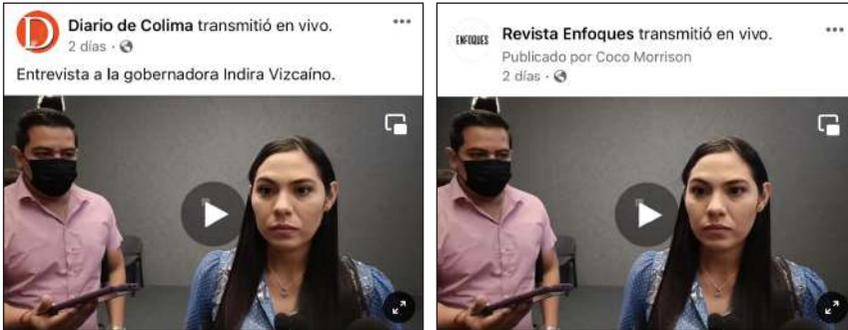 Diario de Colima transmitió en vivo.
2 días ·
Entrevista a la gobernadora Indira Vizcaíno.
ENFOQUES
Revista Enfoques transmitió en vivo.
Publicado por Coco Morrison
2 días ·